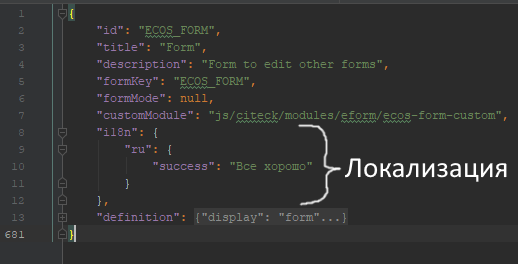 1 {
2 "id": "ECOS_FORM",
3 "title": "Form",
4 "description": "Form to edit other forms",
5 "formKey": "ECOS_FORM",
6 "formMode": null,
7 "customModule": "js/citeck/modules/eform/ecos-form-custom",
8 "i18n": {
9 "ru": {
10 "success": "Все хорошо"
11 }
12 },
13 "definition": {"display": "form"...}
681 }
Локализация